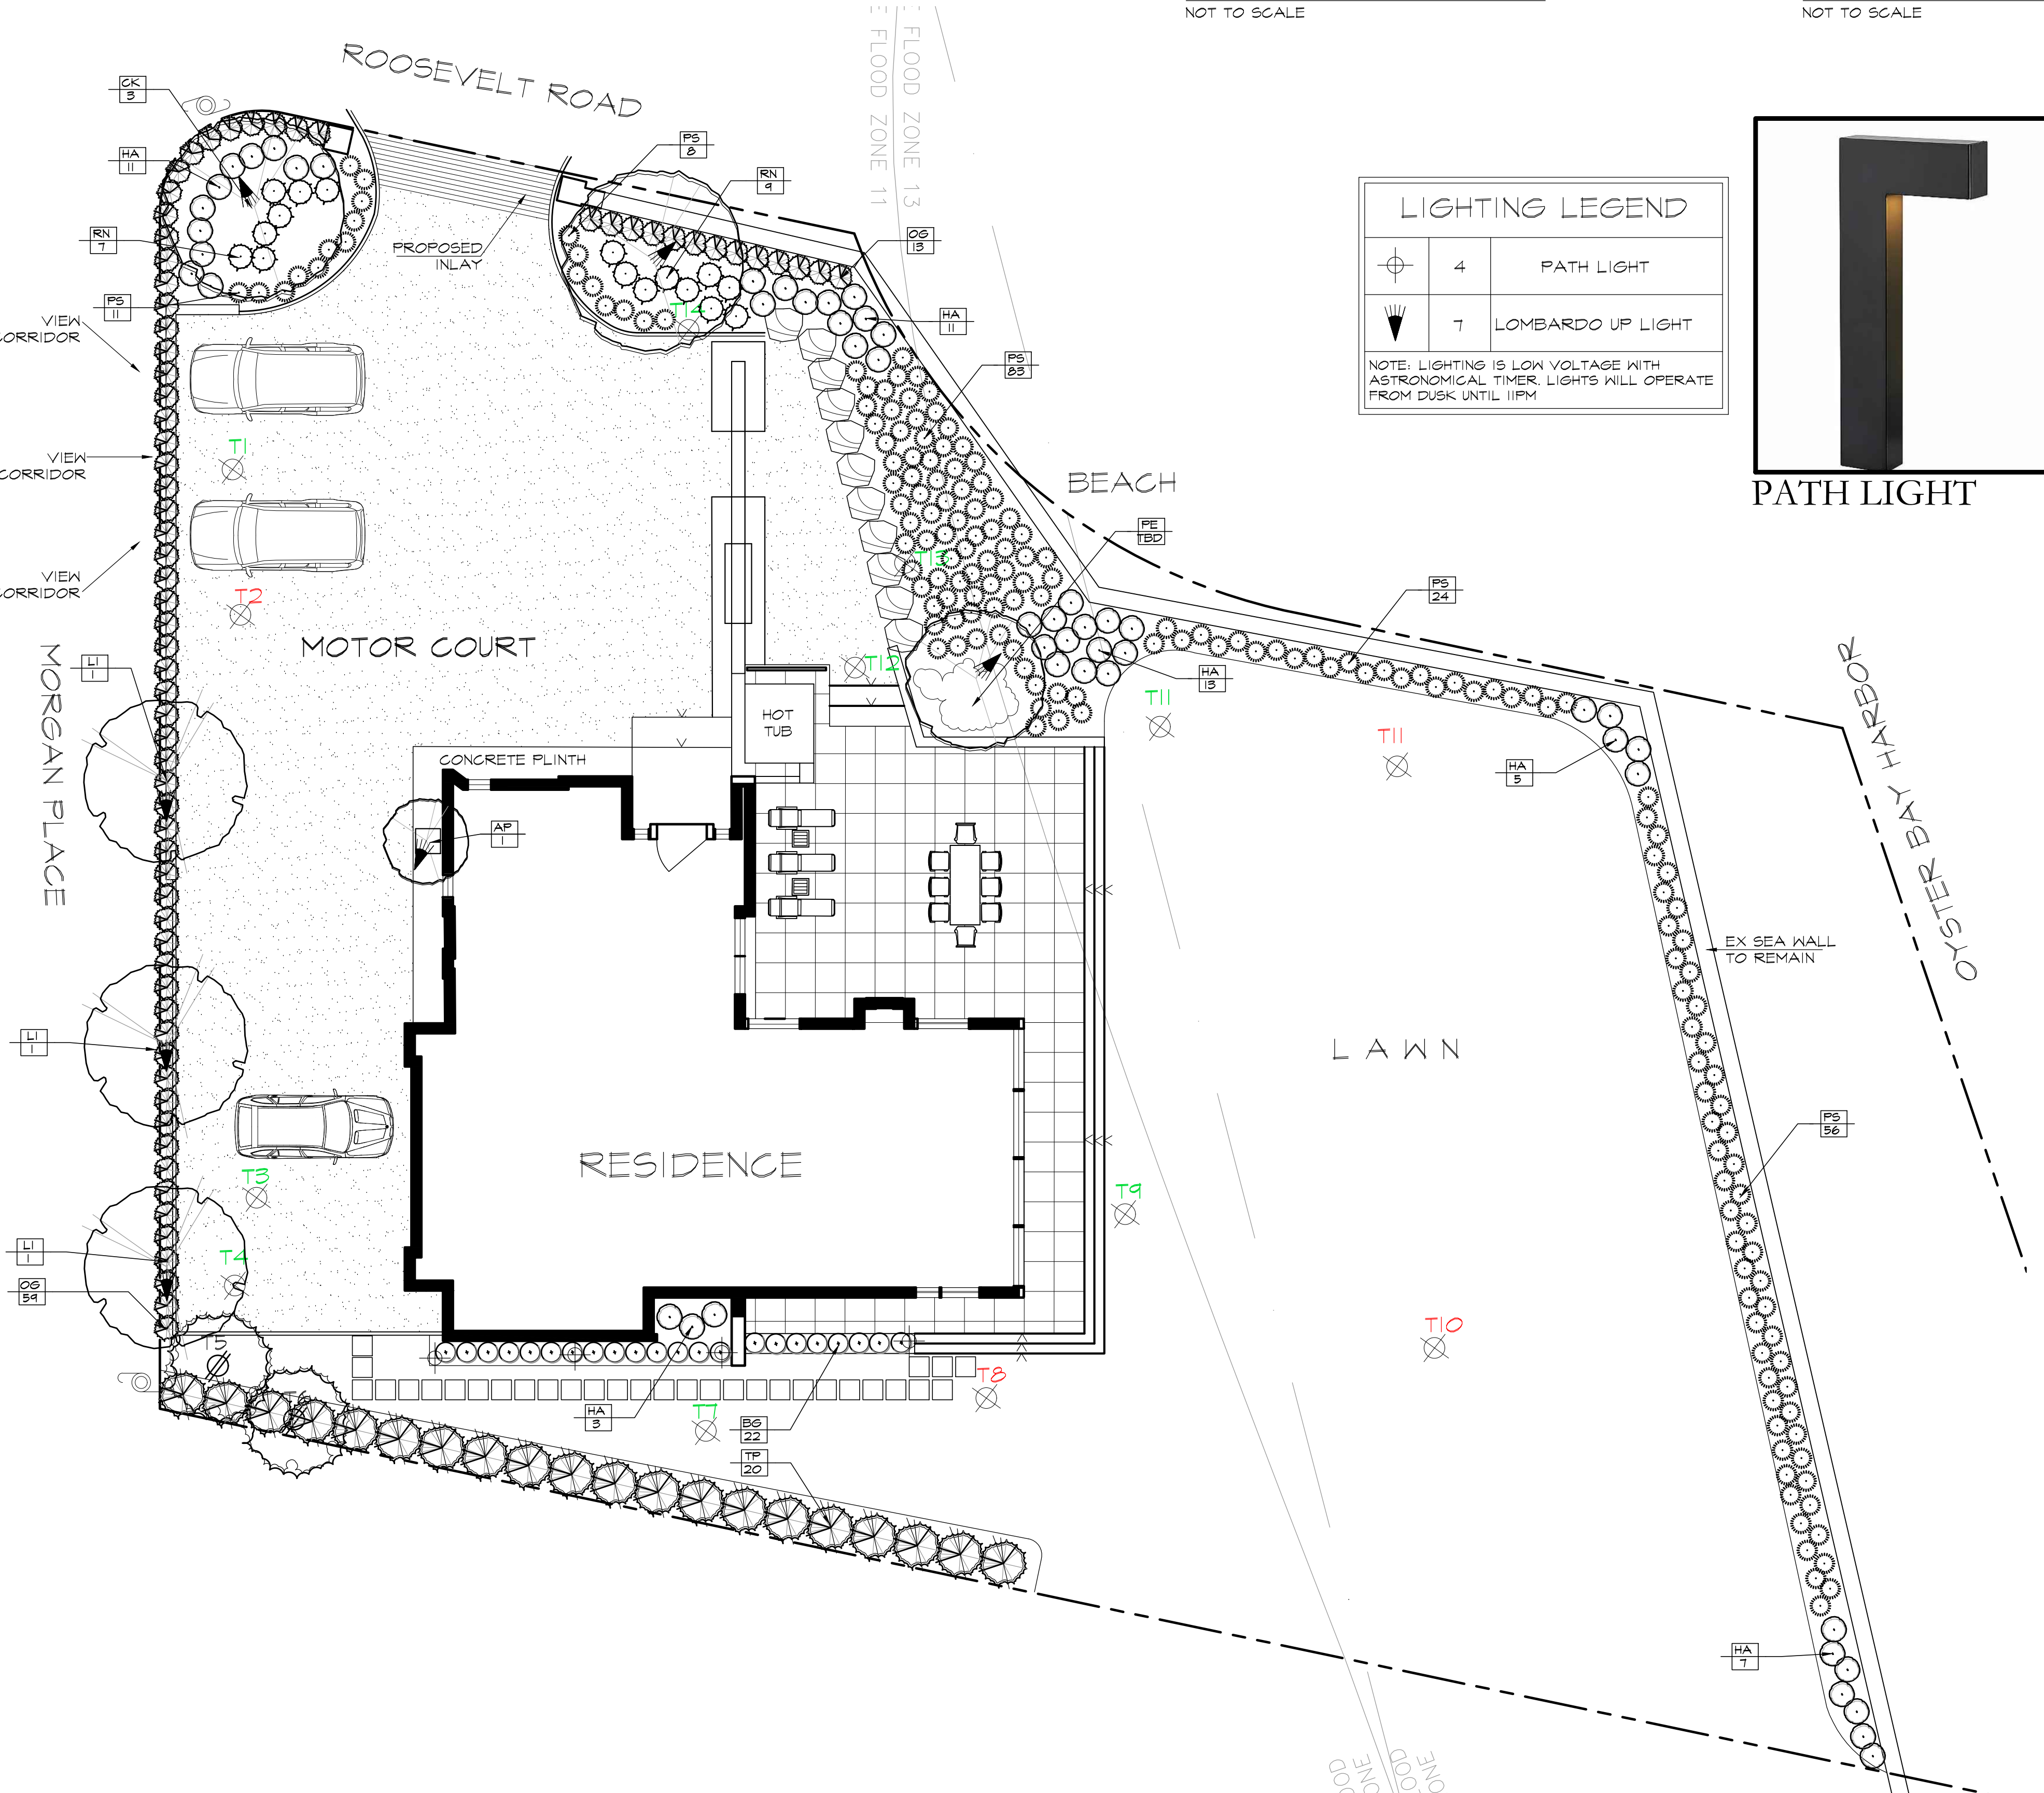 NOT TO SCALE
NOT TO SCALE
ROOSEVELT ROAD
FLOOD ZONE 11
FLOOD ZONE 13
CK
3
HA
11
RN
7
PS
11
PS
8
RN
9
OG
13
PROPOSED
INLAY
HA
11
PS
83
LIGHTING LEGEND
4
PATH LIGHT
7
LOMBARDO UP LIGHT
NOTE: LIGHTING IS LOW VOLTAGE WITH
ASTRONOMICAL TIMER. LIGHTS WILL OPERATE
FROM DUSK UNTIL 11PM
PATH LIGHT
VIEW
CORRIDOR
VIEW
CORRIDOR
VIEW
CORRIDOR
T14
T1
T2
BEACH
T13
PE
TBD
PS
24
MOTOR COURT
T12
HA
13
T11
T11
HA
5
MORGAN PLACE
LI
1
HOT
TUB
CONCRETE PLINTH
AP
1
OYSTER BAY HARBOR
EX SEA WALL
TO REMAIN
LI
1
LAWN
PS
56
RESIDENCE
T3
T9
LI
1
T4
OG
59
T5
T10
T8
HA
3
T7
BG
22
TP
20
HA
7